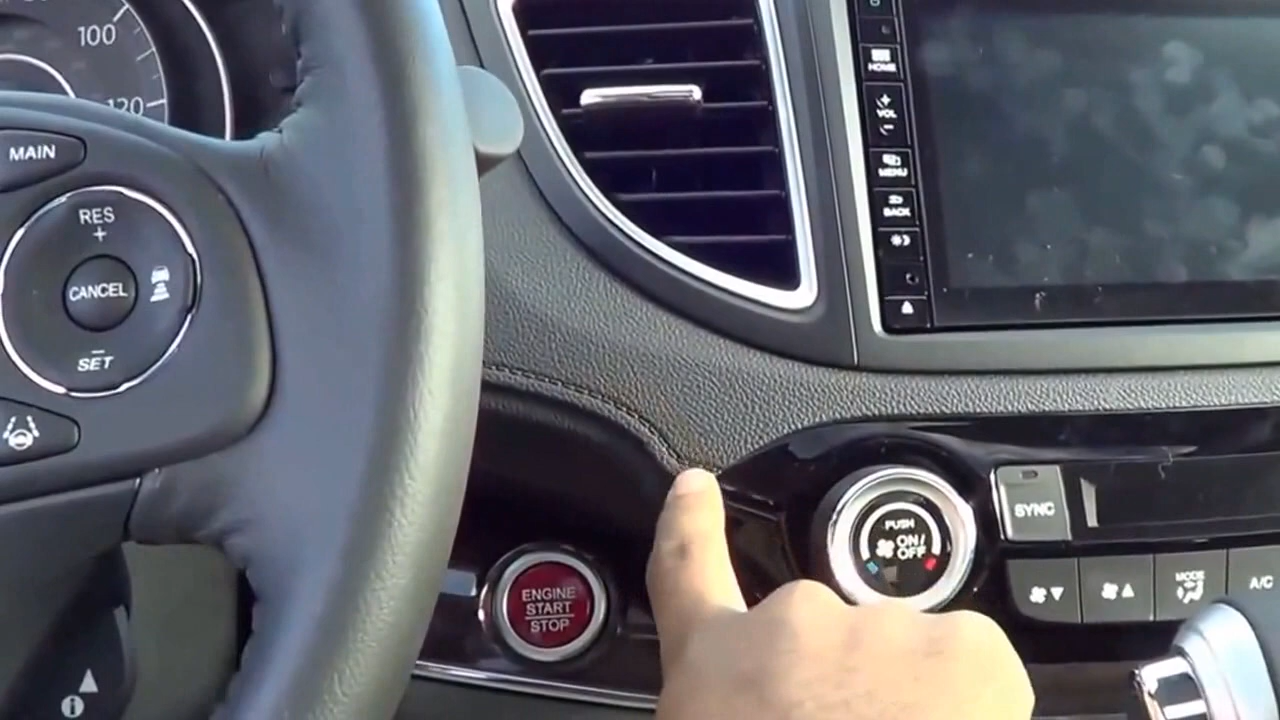 100
120
MAIN
RES
+
CANCEL
−
SET
i
HOME
+
VOL
−
MENU
BACK
ENGINE
START
STOP
PUSH
ON/
OFF
SYNC
MODE
A/C